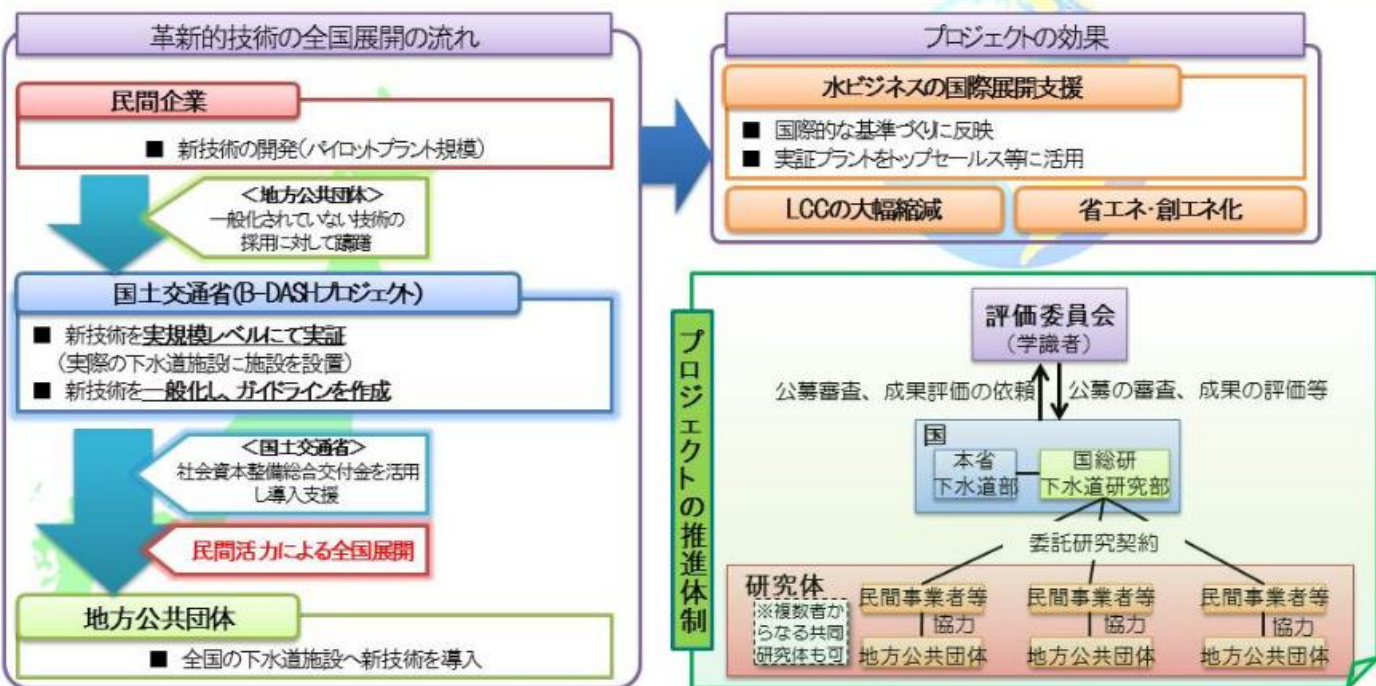 革新的技術の全国展開の流れ
民間企業
■ 新技術の開発(パイロットプラント規模)
<地方公共団体>
一般化されていない技術の
採用に対して躊躇
国土交通省(B-DASHプロジェクト)
■ 新技術を実規模レベルにて実証
(実際の下水道施設に施設を設置)
■ 新技術を一般化し、ガイドラインを作成
<国土交通省>
社会資本整備総合交付金を活用
し導入支援
民間活力による全国展開
地方公共団体
■ 全国の下水道施設へ新技術を導入
プロジェクトの効果
水ビジネスの国際展開支援
■ 国際的な基準づくりに反映
■ 実証プラントをトップセールス等に活用
LCCの大幅縮減
省エネ・創エネ化
プロジェクトの推進体制
評価委員会
(学識者)
公募審査、成果評価の依頼
公募の審査、成果の評価等
国
本省
下水道部
国総研
下水道研究部
委託研究契約
研究体
※複数者か
らなる共同
研究体も可
民間事業者等
協力
地方公共団体
民間事業者等
協力
地方公共団体
民間事業者等
協力
地方公共団体